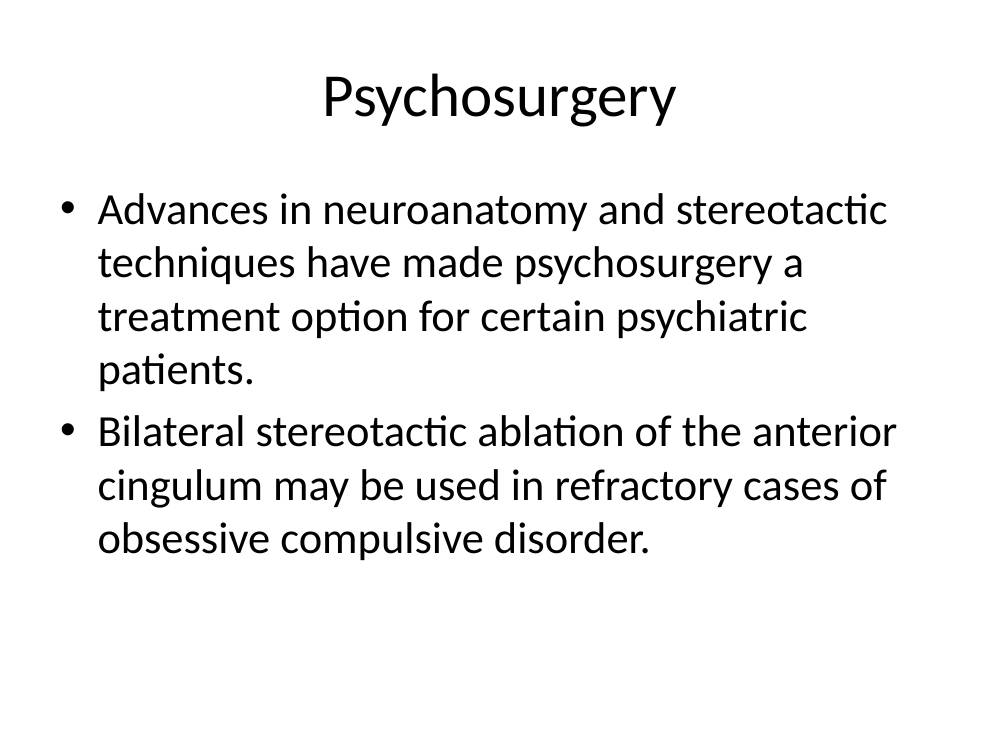 Psychosurgery
• Advances in neuroanatomy and stereotactic
techniques have made psychosurgery a
treatment option for certain psychiatric
patients.
• Bilateral stereotactic ablation of the anterior
cingulum may be used in refractory cases of
obsessive compulsive disorder.